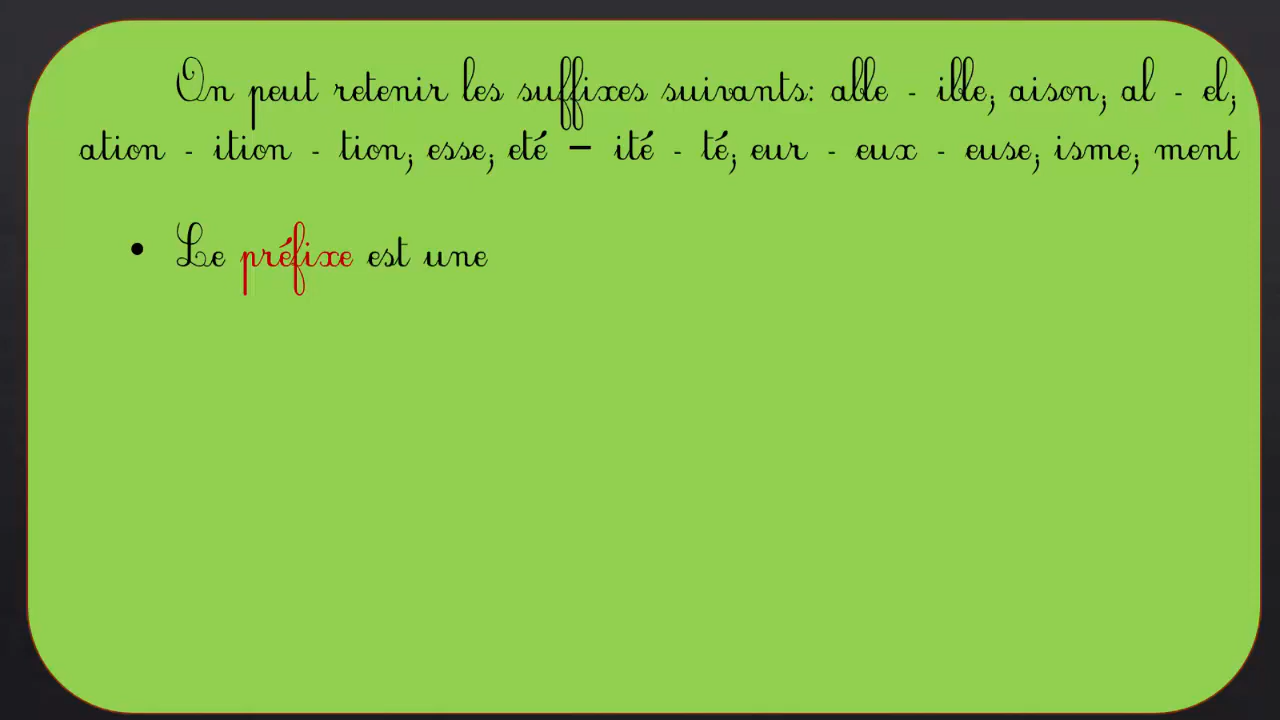 On peut retenir les suffixes suivants: able - ille; aison; al - el;
ation - ition - tion; esse; eté – ité - té; eur - eux - euse; isme; ment
• Le préfixe est une